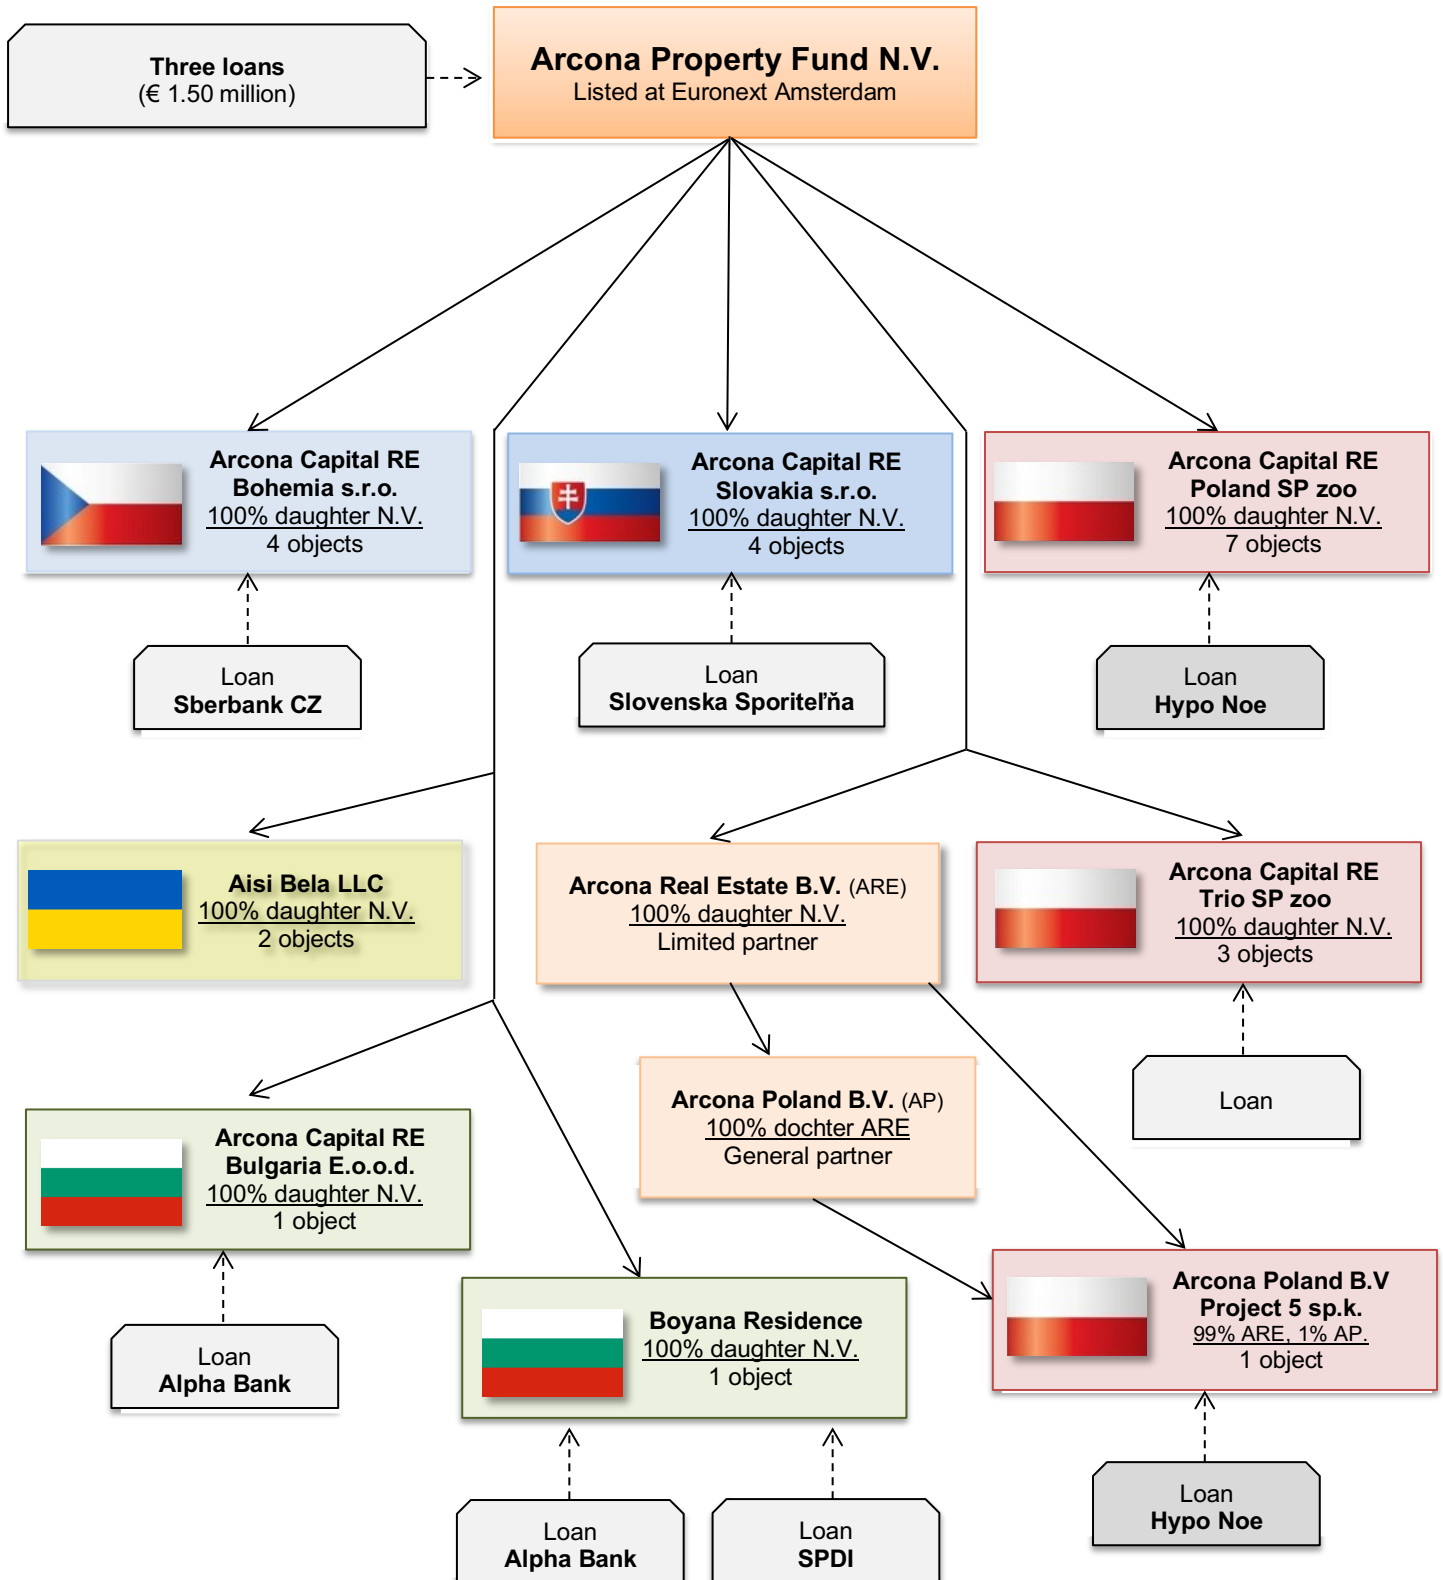 Three loans
(€ 1.50 million)
Arcona Property Fund N.V.
Listed at Euronext Amsterdam
Arcona Capital RE
Bohemia s.r.o.
100% daughter N.V.
4 objects
Arcona Capital RE
Slovakia s.r.o.
100% daughter N.V.
4 objects
Arcona Capital RE
Poland SP zoo
100% daughter N.V.
7 objects
Loan
Sberbank CZ
Loan
Slovenska Sporiteľňa
Loan
Hypo Noe
Aisi Bela LLC
100% daughter N.V.
2 objects
Arcona Real Estate B.V. (ARE)
100% daughter N.V.
Limited partner
Arcona Capital RE
Trio SP zoo
100% daughter N.V.
3 objects
Arcona Poland B.V. (AP)
100% dochter ARE
General partner
Loan
Arcona Capital RE
Bulgaria E.o.o.d.
100% daughter N.V.
1 object
Boyana Residence
100% daughter N.V.
1 object
Arcona Poland B.V
Project 5 sp.k.
99% ARE, 1% AP.
1 object
Loan
Alpha Bank
Loan
Alpha Bank
Loan
SPDI
Loan
Hypo Noe